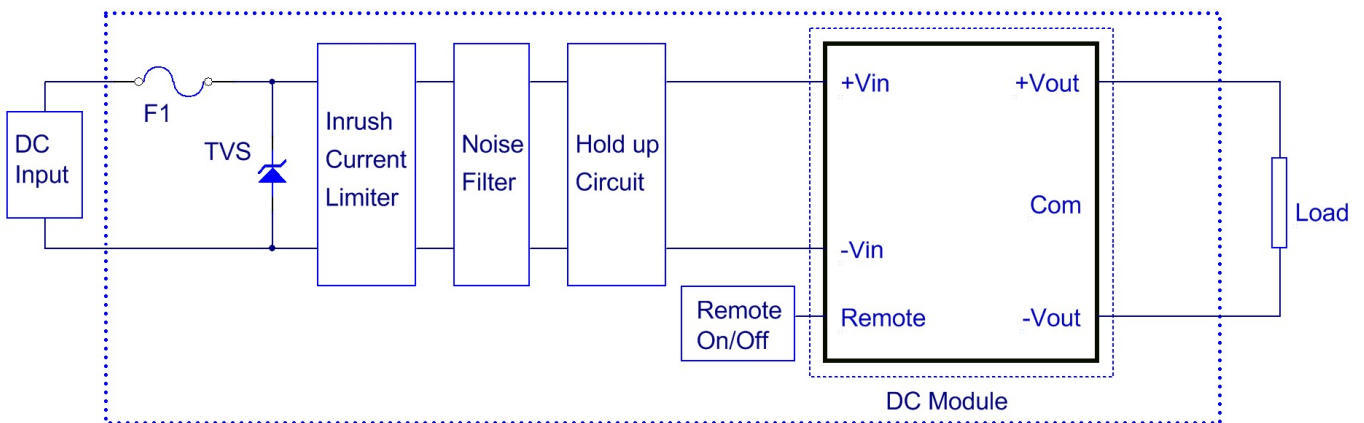 DC
Input
F1
TVS
Inrush
Current
Limiter
Noise
Filter
Hold up
Circuit
+Vin
+Vout
Com
-Vin
Remote
On/Off
Remote
-Vout
DC Module
Load